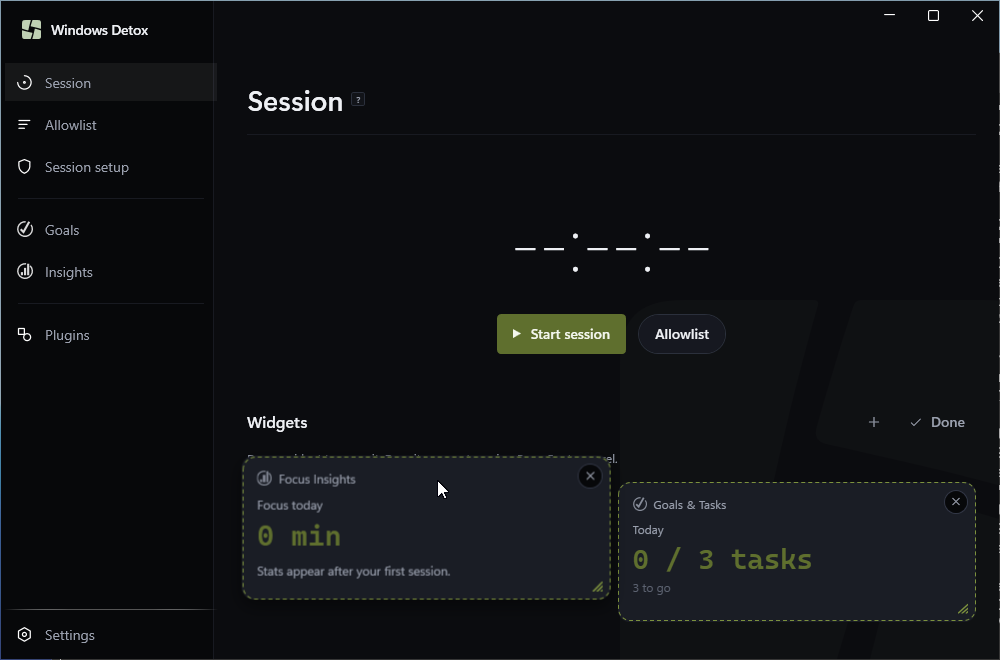 Windows Detox
Session
Allowlist
Session setup
Goals
Insights
Plugins
Settings
Session ?
--:--:--
Start session
Allowlist
Widgets
+ Done
Focus Insights
Focus today
0 min
Stats appear after your first session.
Goals & Tasks
Today
0 / 3 tasks
3 to go